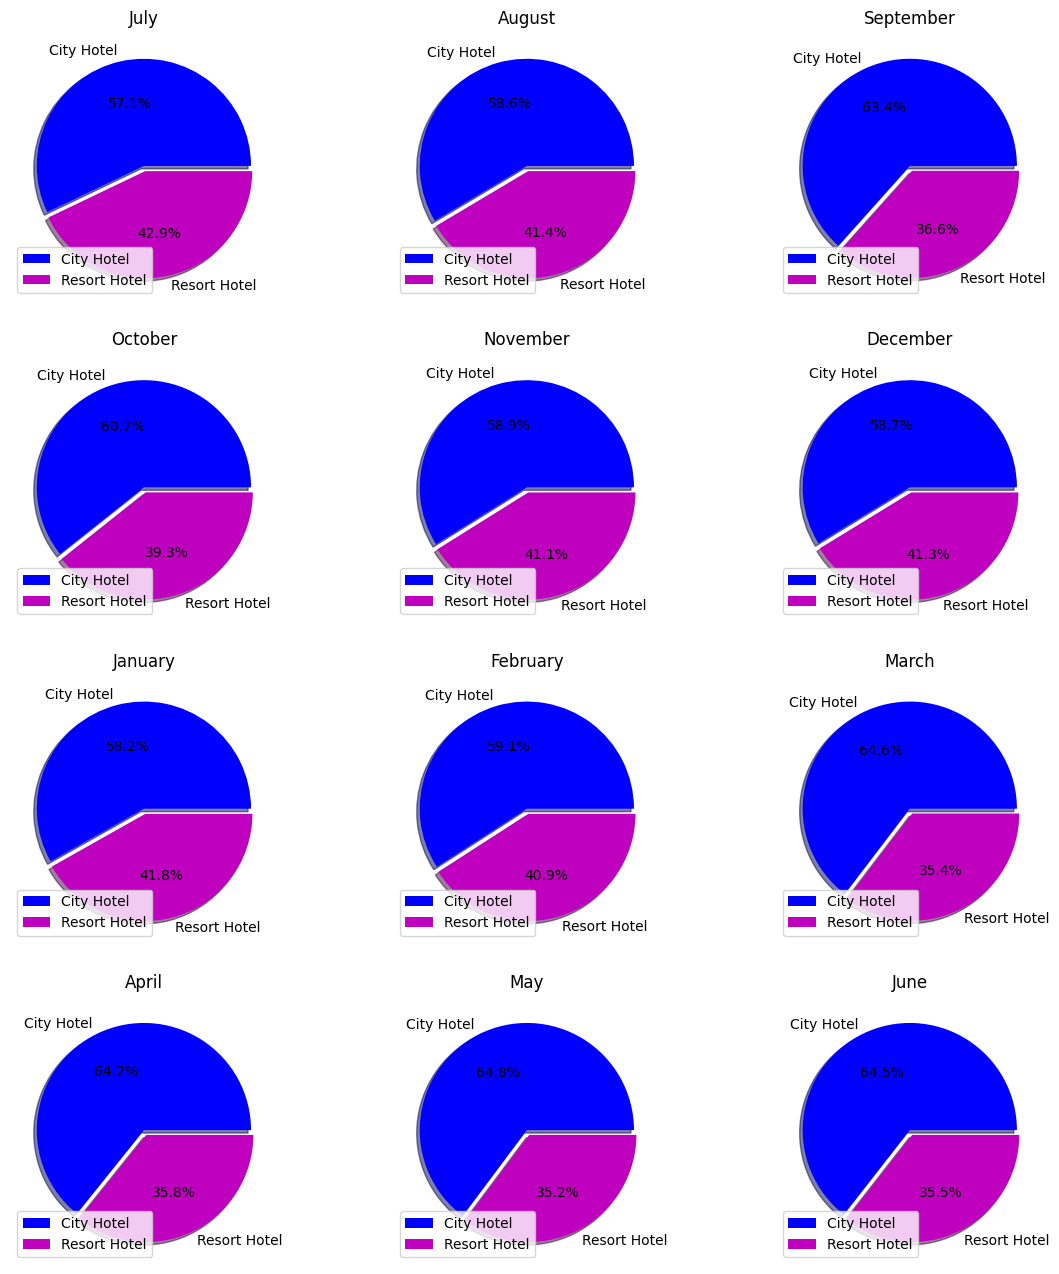 July
City Hotel
57.1%
42.9%
City Hotel
Resort Hotel
Resort Hotel
August
City Hotel
58.6%
41.4%
City Hotel
Resort Hotel
Resort Hotel
September
City Hotel
63.4%
36.6%
City Hotel
Resort Hotel
Resort Hotel
October
City Hotel
60.7%
39.3%
City Hotel
Resort Hotel
Resort Hotel
November
City Hotel
58.9%
41.1%
City Hotel
Resort Hotel
Resort Hotel
December
City Hotel
58.7%
41.3%
City Hotel
Resort Hotel
Resort Hotel
January
City Hotel
58.2%
41.8%
City Hotel
Resort Hotel
Resort Hotel
February
City Hotel
59.1%
40.9%
City Hotel
Resort Hotel
Resort Hotel
March
City Hotel
64.6%
35.4%
City Hotel
Resort Hotel
Resort Hotel
April
City Hotel
64.2%
35.8%
City Hotel
Resort Hotel
Resort Hotel
May
City Hotel
64.8%
35.2%
City Hotel
Resort Hotel
Resort Hotel
June
City Hotel
64.5%
35.5%
City Hotel
Resort Hotel
Resort Hotel